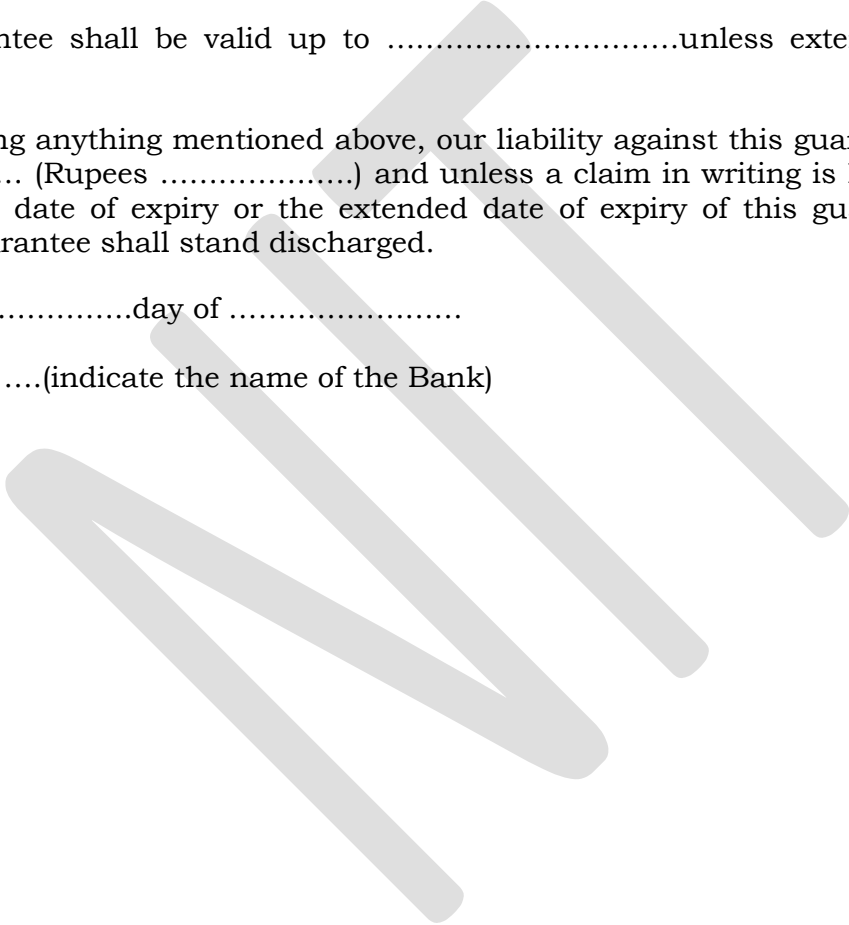 ntee shall be valid up to …………………………unless exte
ng anything mentioned above, our liability against this guar
… (Rupees ………………..) and unless a claim in writing is
date of expiry or the extended date of expiry of this gu
rantee shall stand discharged.
……………day of ……………………
….(indicate the name of the Bank)
NIT